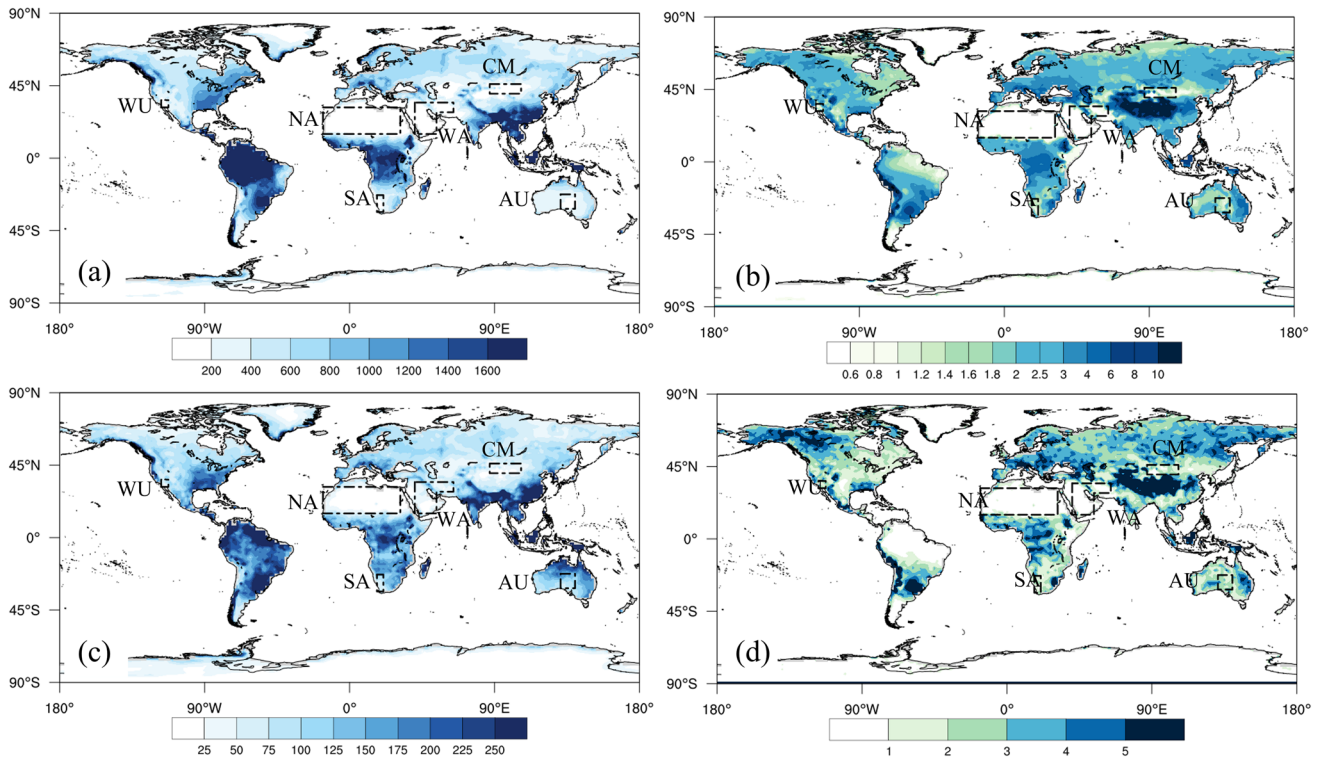 90°N
45°N
0°
45°S
90°S
180°
90°W
0°
90°E
180°
WU
NA
CM
WA
SA
AU
(a)
200 400 600 800 1000 1200 1400 1600
90°N
45°N
0°
45°S
90°S
180°
90°W
0°
90°E
180°
WU
NA
CM
WA
SA
AU
(b)
0.6 0.8 1 1.2 1.4 1.6 1.8 2 2.5 3 4 6 8 10
90°N
45°N
0°
45°S
90°S
180°
90°W
0°
90°E
180°
WU
NA
CM
WA
SA
AU
(c)
25 50 75 100 125 150 175 200 225 250
90°N
45°N
0°
45°S
90°S
180°
90°W
0°
90°E
180°
WU
NA
CM
WA
SA
AU
(d)
1 2 3 4 5